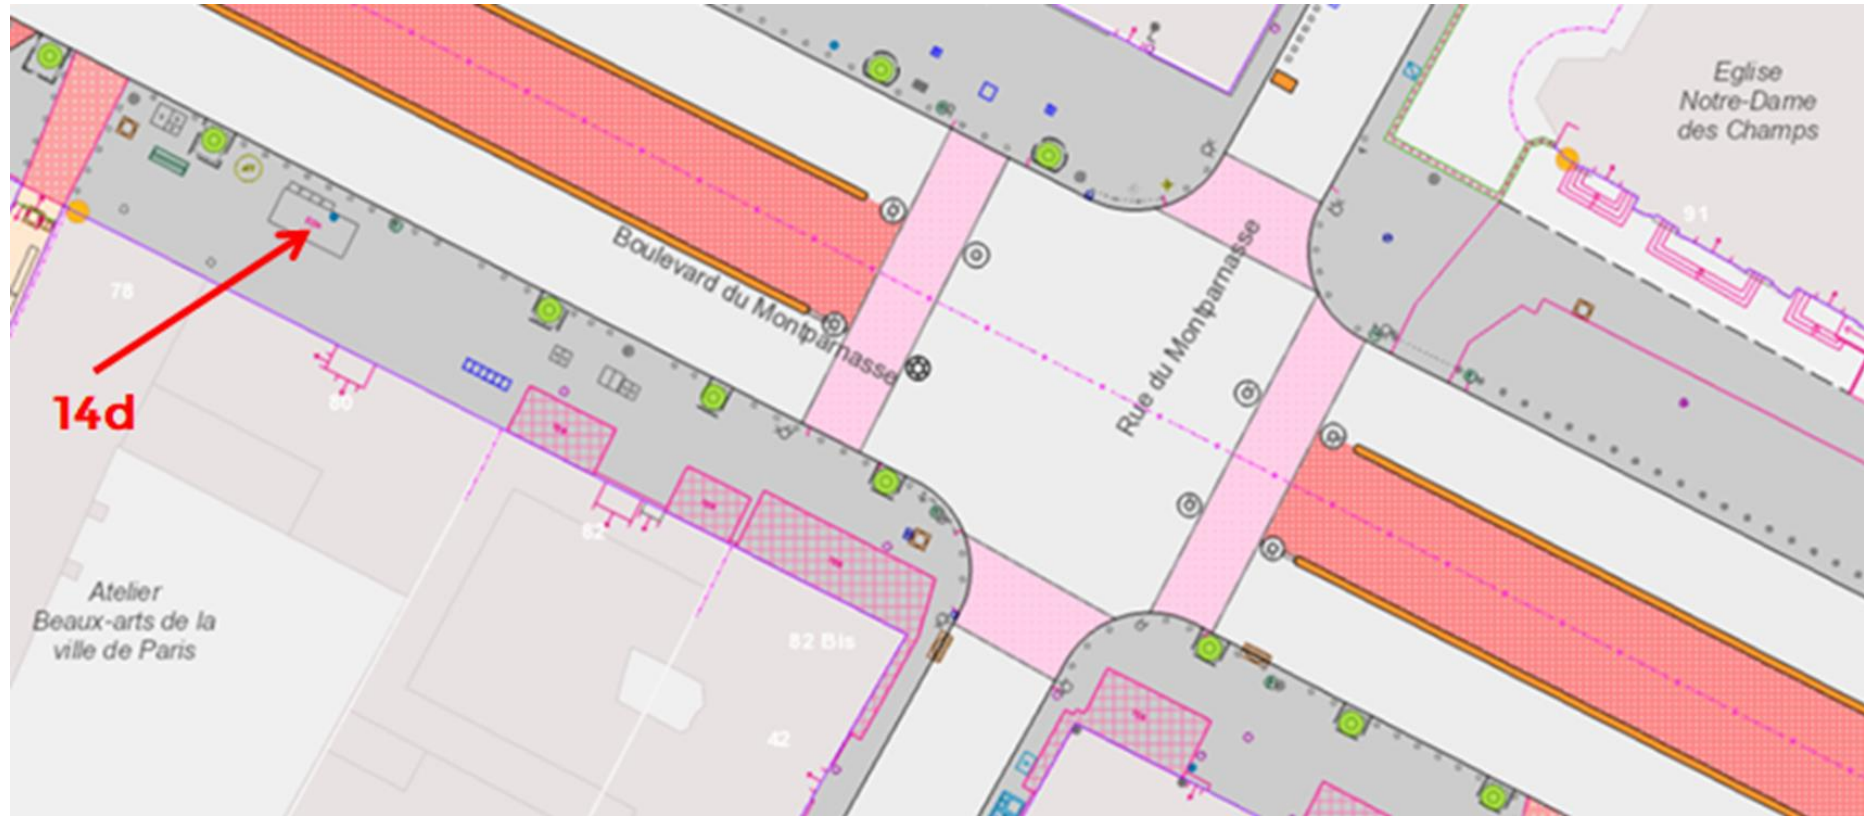 Eglise
Notre-Dame
des Champs
91
Boulevard du Montparnasse
Rue du Montparnasse
78
14d
80
62
Atelier
Beaux-arts de la
ville de Paris
82 Bis
42